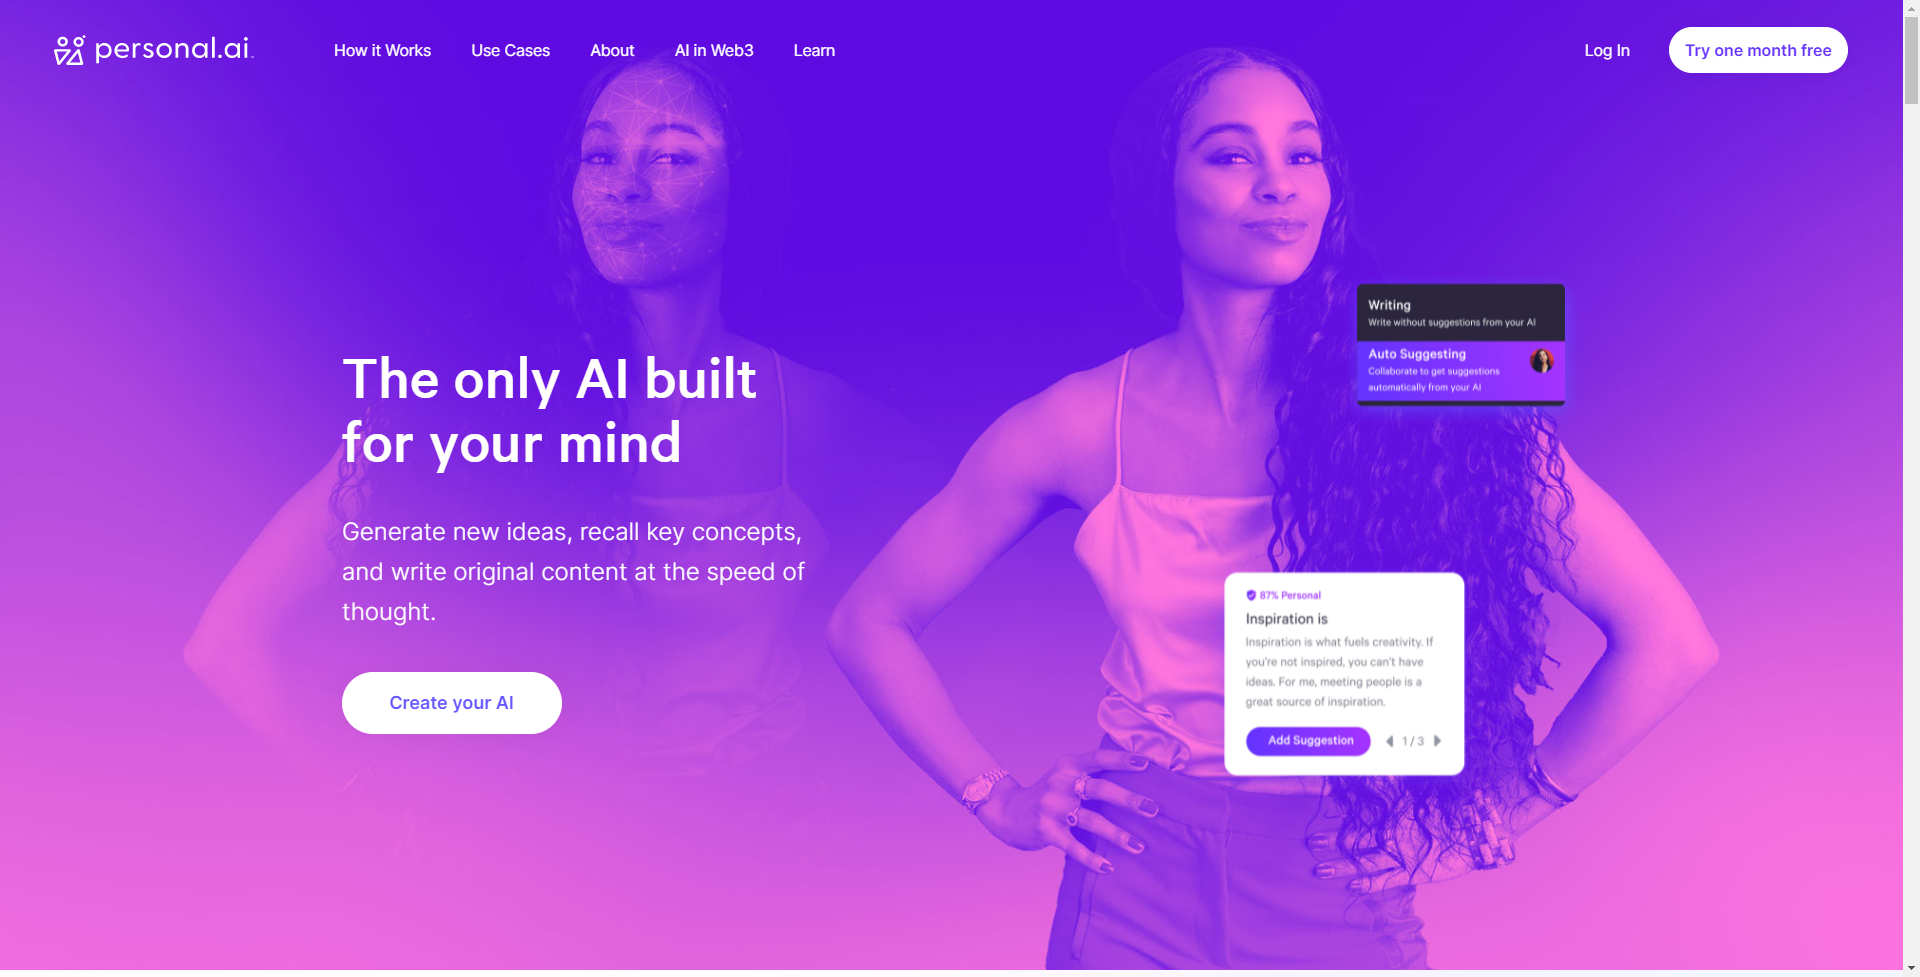 personal.ai
How it Works
Use Cases
About
AI in Web3
Learn
Log In
Try one month free
The only AI built
for your mind
Generate new ideas, recall key concepts,
and write original content at the speed of
thought.
Create your AI
Writing
Write without suggestions from your AI
Auto Suggesting
Collaborate to get suggestions
automatically from your AI
87% Personal
Inspiration is
Inspiration is what fuels creativity. If
you're not inspired, you can't have
ideas. For me, meeting people is a
great source of inspiration.
Add Suggestion
1 / 3